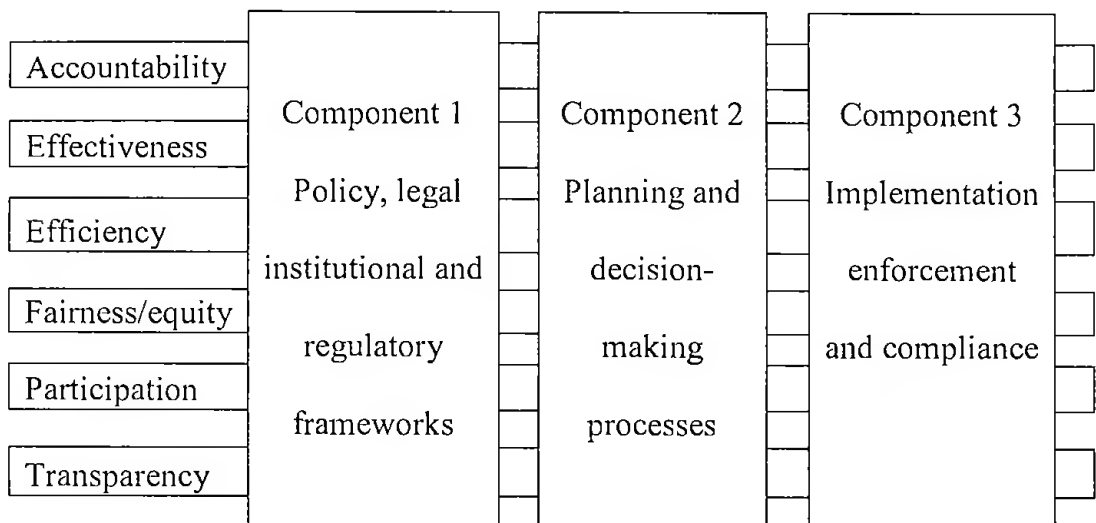 Accountability
Effectiveness
Efficiency
Fairness/equity
Participation
Transparency
Component 1
Policy, legal
institutional and
regulatory
frameworks
Component 2
Planning and
decision-
making
processes
Component 3
Implementation
enforcement
and compliance